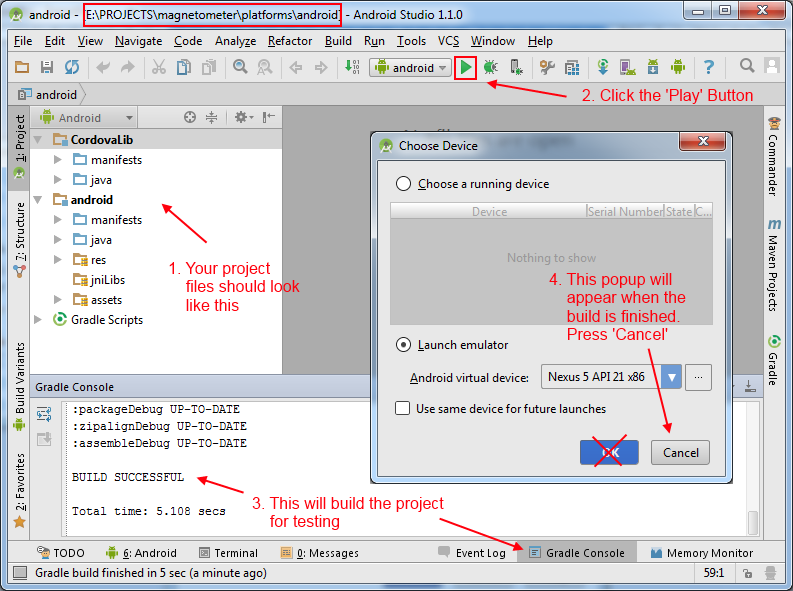 android - [E:\PROJECTS\magnetometer\platforms\android] - Android Studio 1.1.0
File Edit View Navigate Code Analyze Refactor Build Run Tools VCS Window Help
android
2. Click the 'Play' Button
android
1: Project
7: Structure
Build Variants
2: Favorites
Android
CordovaLib
manifests
java
android
manifests
java
res
jniLibs
assets
Gradle Scripts
1. Your project
files should look
like this
Choose Device
Choose a running device
Device Serial Number State C...
Nothing to show
4. This popup will
appear when the
build is finished.
Press 'Cancel'
Launch emulator
Android virtual device: Nexus 5 API 21 x86 ...
Use same device for future launches
OK Cancel
Commander
m Maven Projects
Gradle
Gradle Console
:packageDebug UP-TO-DATE
:zipalignDebug UP-TO-DATE
:assembleDebug UP-TO-DATE
BUILD SUCCESSFUL
Total time: 5.108 secs
3. This will build the project
for testing
TODO 6: Android Terminal 0: Messages Event Log Gradle Console Memory Monitor
Gradle build finished in 5 sec (a minute ago) 59:1